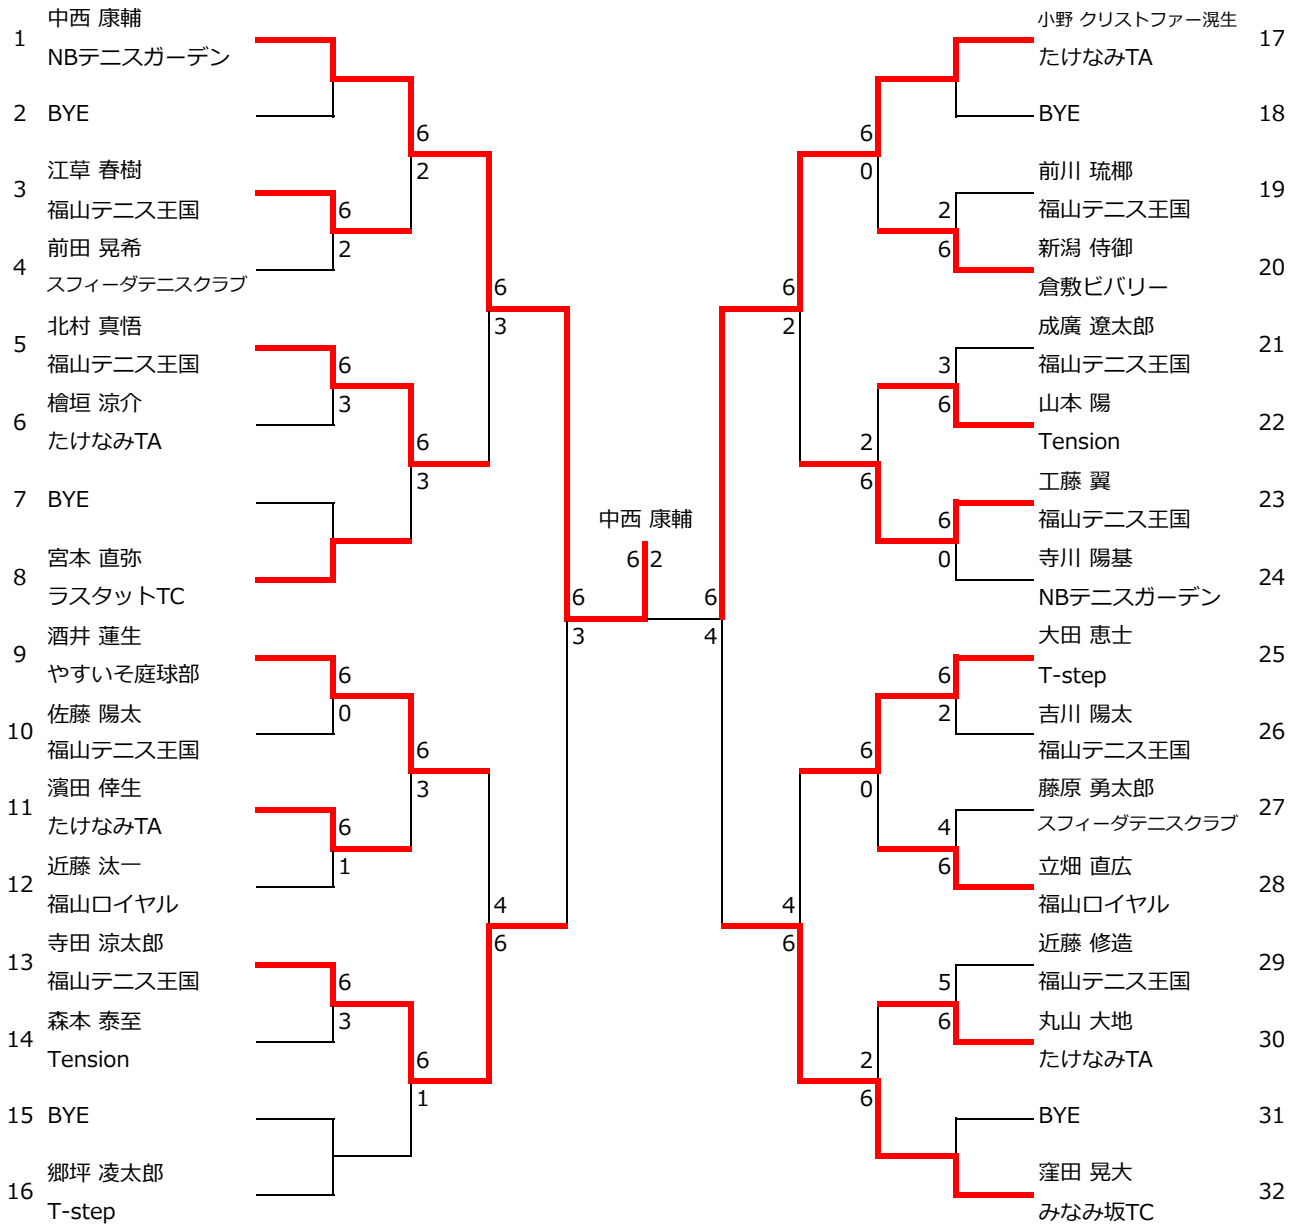 中西 康輔
1
NBテニスガーデン
2 BYE
江草 春樹
3
福山テニス王国
前田 晃希
4
スフィーダテニスクラブ
北村 真悟
5
福山テニス王国
檜垣 涼介
6
たけなみTA
7 BYE
宮本 直弥
8
ラスタットTC
酒井 蓮生
9
やすいそ庭球部
佐藤 陽太
10
福山テニス王国
濱田 倖生
11
たけなみTA
近藤 汰一
12
福山ロイヤル
寺田 涼太郎
13
福山テニス王国
森本 泰至
14
Tension
15 BYE
郷坪 凌太郎
16
T-step
6
2
6
3
6
0
6
1
6
3
6
2
6
3
6
3
6
1
6
3
4
6
6
3
中西 康輔
6 2
6
4
6
2
4
6
6
0
2
6
6
0
2
6
2
6
3
6
6
0
6
2
4
6
5
6
小野 クリストファー滉生
17
たけなみTA
BYE 18
前川 琉椰
19
福山テニス王国
新潟 侍御
20
倉敷ビバリー
成廣 遼太郎
21
福山テニス王国
山本 陽
22
Tension
工藤 翼
23
福山テニス王国
寺川 陽基
24
NBテニスガーデン
大田 恵士
25
T-step
吉川 陽太
26
福山テニス王国
藤原 勇太郎
27
スフィーダテニスクラブ
立畑 直広
28
福山ロイヤル
近藤 修造
29
福山テニス王国
丸山 大地
30
たけなみTA
BYE 31
窪田 晃大
32
みなみ坂TC